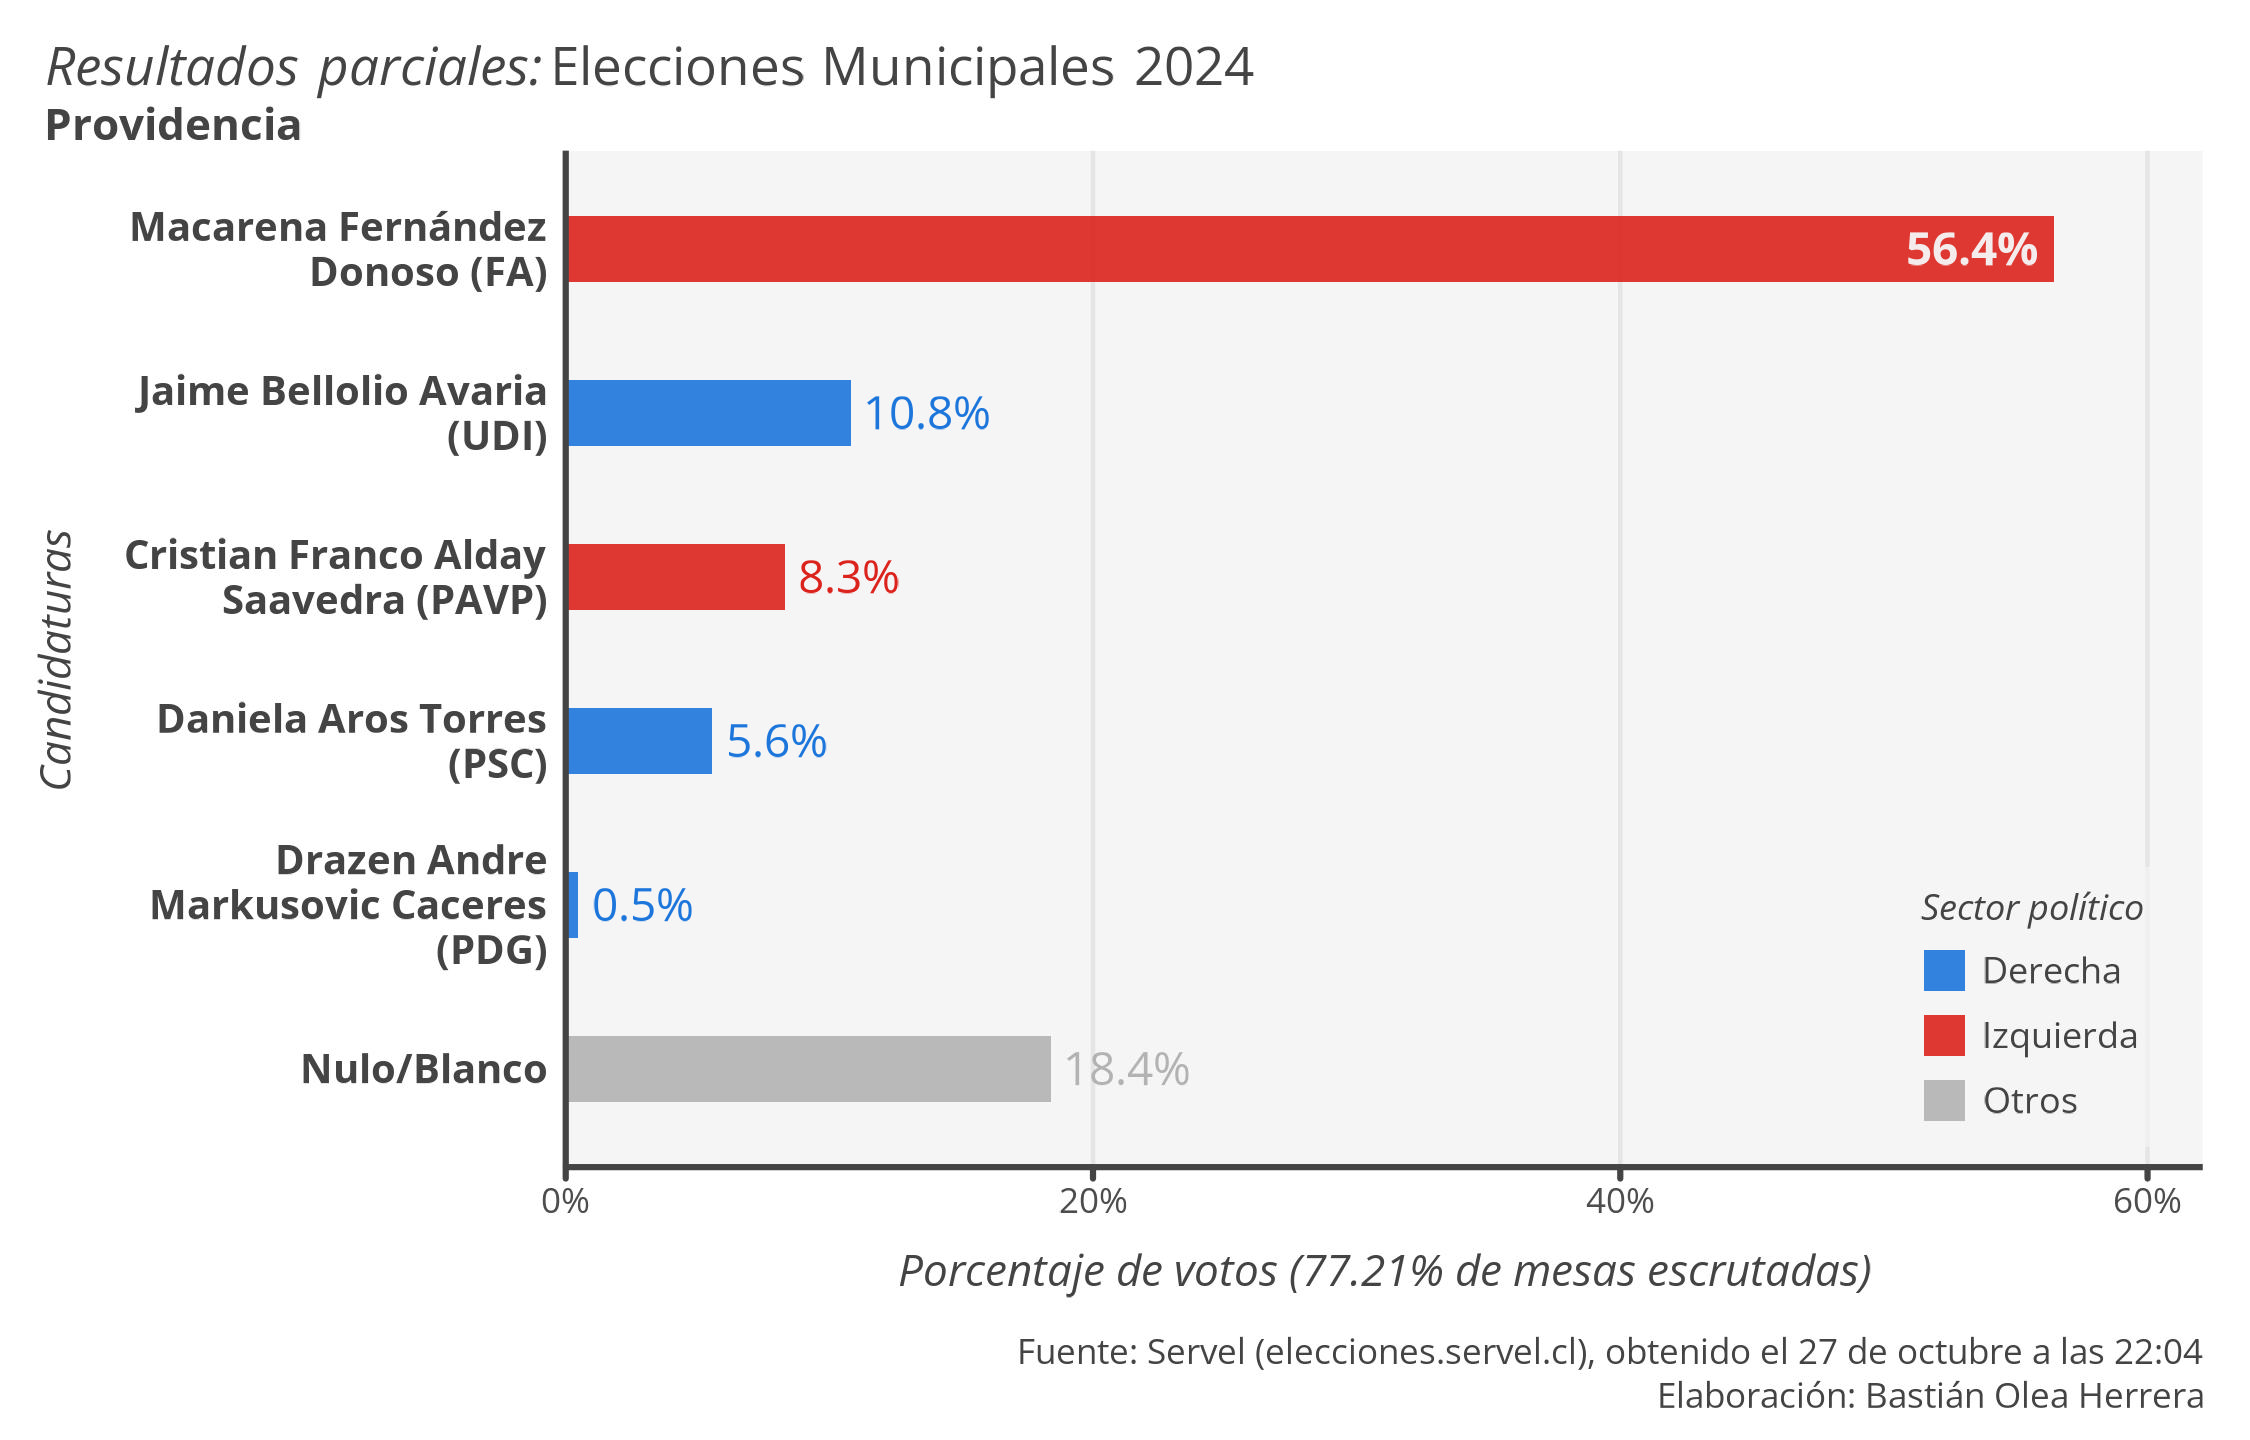 Resultados parciales: Elecciones Municipales 2024
Providencia
Macarena Fernández
Donoso (FA)
56.4%
Jaime Bellolio Avaria
(UDI)
10.8%
Cristian Franco Alday
Saavedra (PAVP)
8.3%
Daniela Aros Torres
(PSC)
5.6%
Drazen Andre
Markusovic Caceres
(PDG)
0.5%
Nulo/Blanco
18.4%
Candidaturas
Sector político
Derecha
Izquierda
Otros
0% 20% 40% 60%
Porcentaje de votos (77.21% de mesas escrutadas)
Fuente: Servel (elecciones.servel.cl), obtenido el 27 de octubre a las 22:04
Elaboración: Bastián Olea Herrera